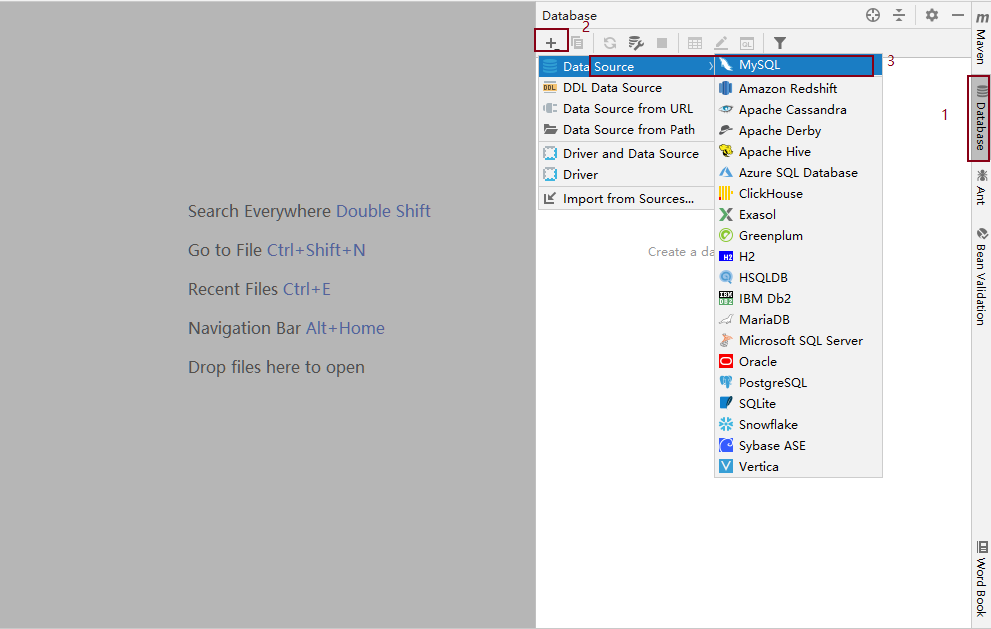 Database
2
Data Source
DDL Data Source
DDL
Data Source from URL
Data Source from Path
Driver and Data Source
Driver
Import from Sources...
MySQL
3
Amazon Redshift
Apache Cassandra
Apache Derby
Apache Hive
Azure SQL Database
ClickHouse
Exasol
Greenplum
H2
H2
HSQLDB
IBM Db2
MariaDB
Microsoft SQL Server
Oracle
PostgreSQL
SQLite
Snowflake
Sybase ASE
Vertica
Search Everywhere Double Shift
Go to File Ctrl+Shift+N
Recent Files Ctrl+E
Navigation Bar Alt+Home
Drop files here to open
Create a da
1
m
Maven
Database
Ant
Bean Validation
Word Book
QL